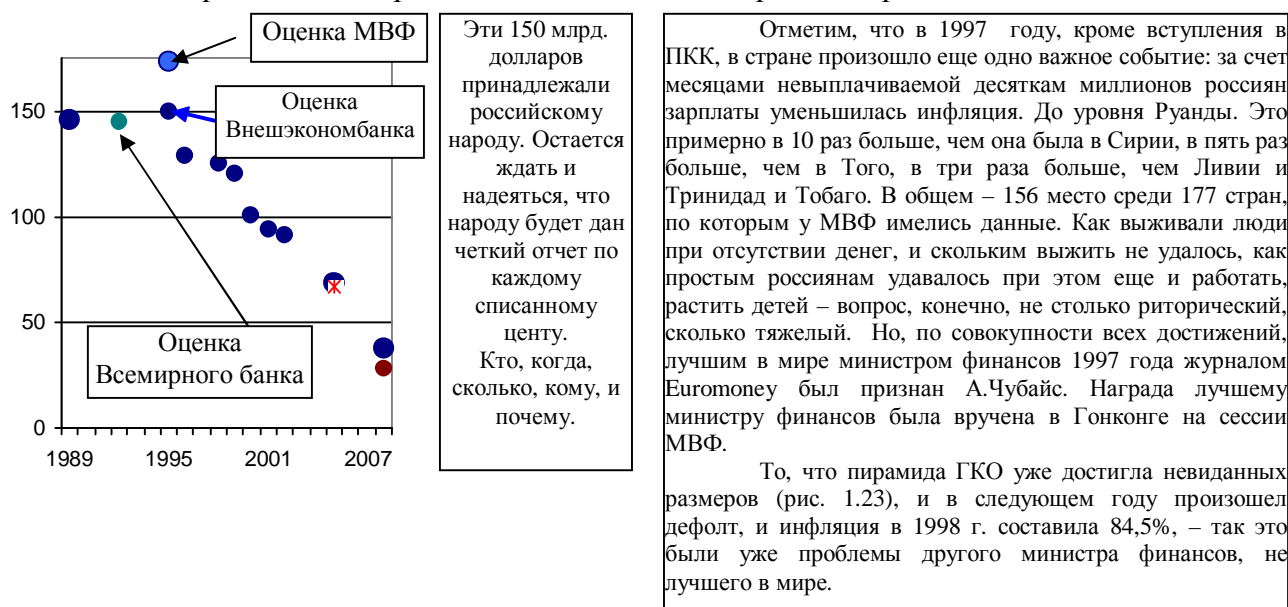 Оценка МВФ
Оценка
Внешэкономбанка
Оценка
Всемирного банка
150
100
50
0
1989 1995 2001 2007
Эти 150 млрд.
долларов
принадлежали
российскому
народу. Остается
ждать и
надеяться, что
народу будет дан
четкий отчет по
каждому
списанному
центу.
Кто, когда,
сколько, кому, и
почему.
Отметим, что в 1997 году, кроме вступления в
ПКК, в стране произошло еще одно важное событие: за счет
месяцами невыплачиваемой десяткам миллионов россиян
зарплаты уменьшилась инфляция. До уровня Руанды. Это
примерно в 10 раз больше, чем она была в Сирии, в пять раз
больше, чем в Того, в три раза больше, чем Ливии и
Тринидад и Тобаго. В общем – 156 место среди 177 стран,
по которым у МВФ имелись данные. Как выживали люди
при отсутствии денег, и скольким выжить не удалось, как
простым россиянам удавалось при этом еще и работать,
растить детей – вопрос, конечно, не столько риторический,
сколько тяжелый. Но, по совокупности всех достижений,
лучшим в мире министром финансов 1997 года журналом
Euromoney был признан А.Чубайс. Награда лучшему
министру финансов была вручена в Гонконге на сессии
МВФ.
То, что пирамида ГКО уже достигла невиданных
размеров (рис. 1.23), и в следующем году произошел
дефолт, и инфляция в 1998 г. составила 84,5%, – так это
были уже проблемы другого министра финансов, не
лучшего в мире.